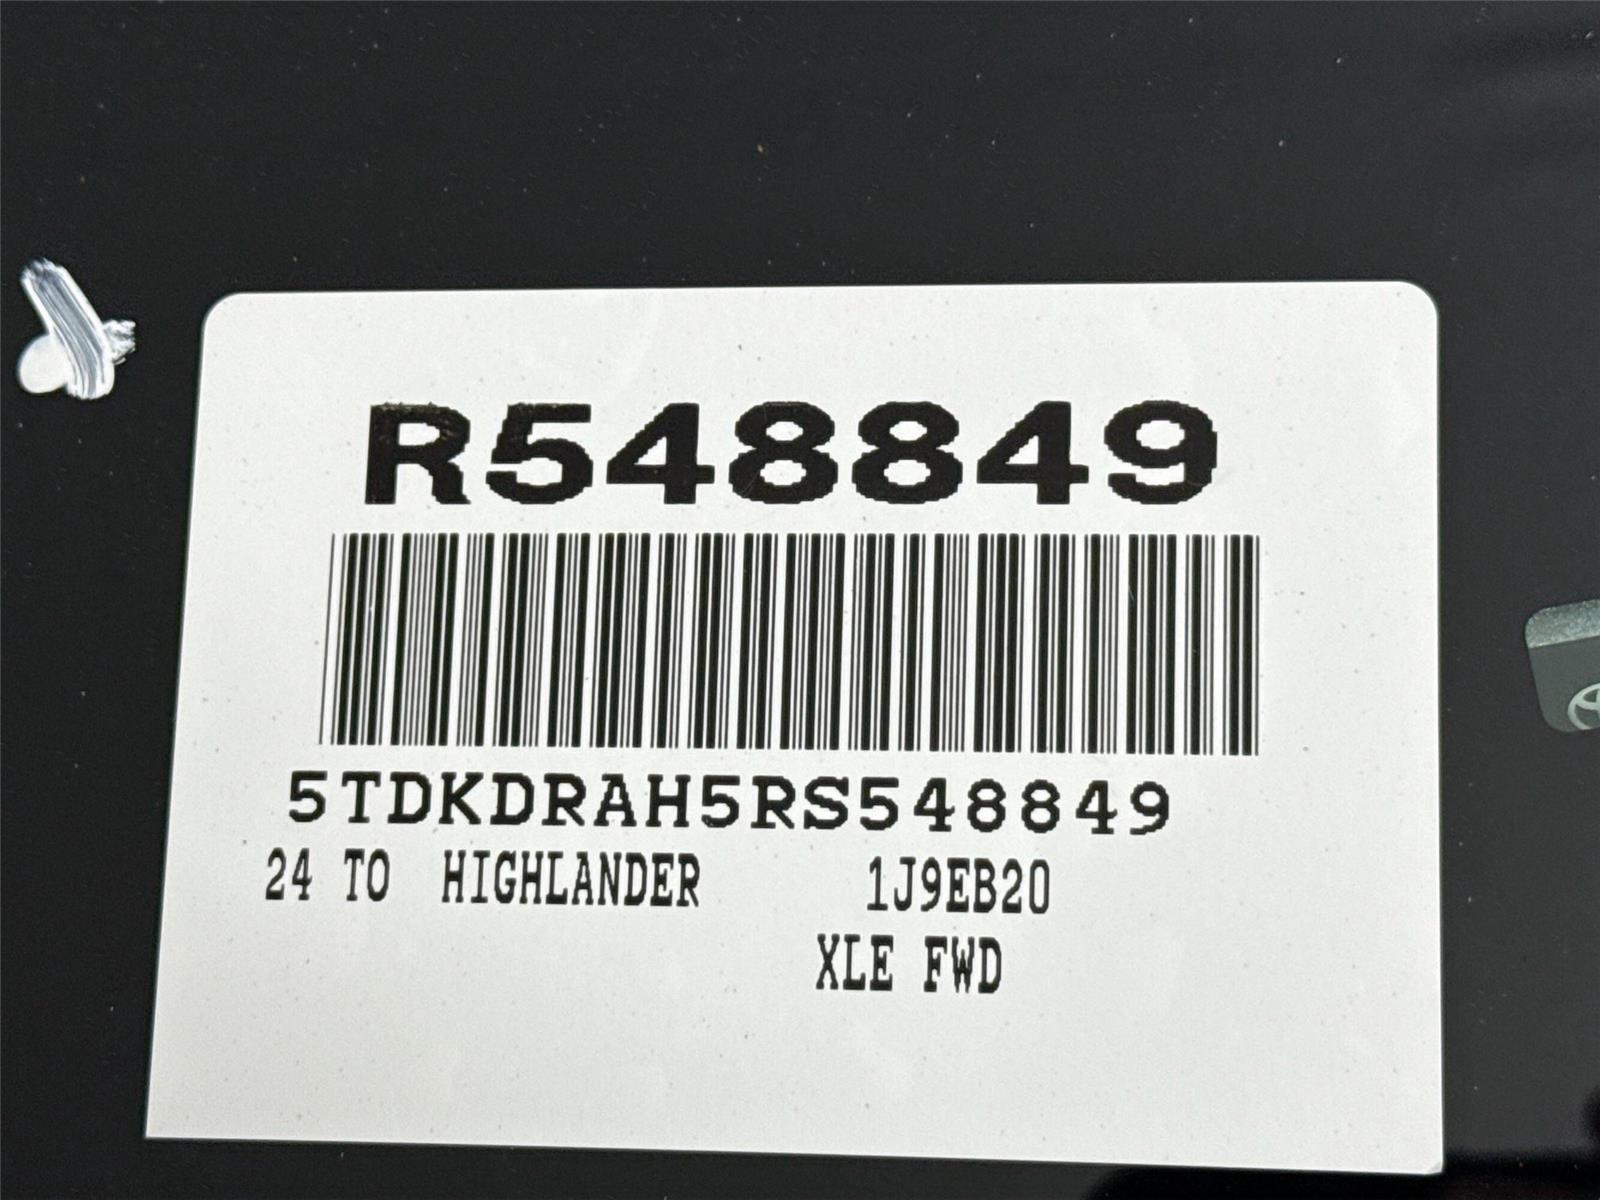 R548849
5TDKDRAH5RS548849
24 TO HIGHLANDER 1J9EB20
XLE FWD